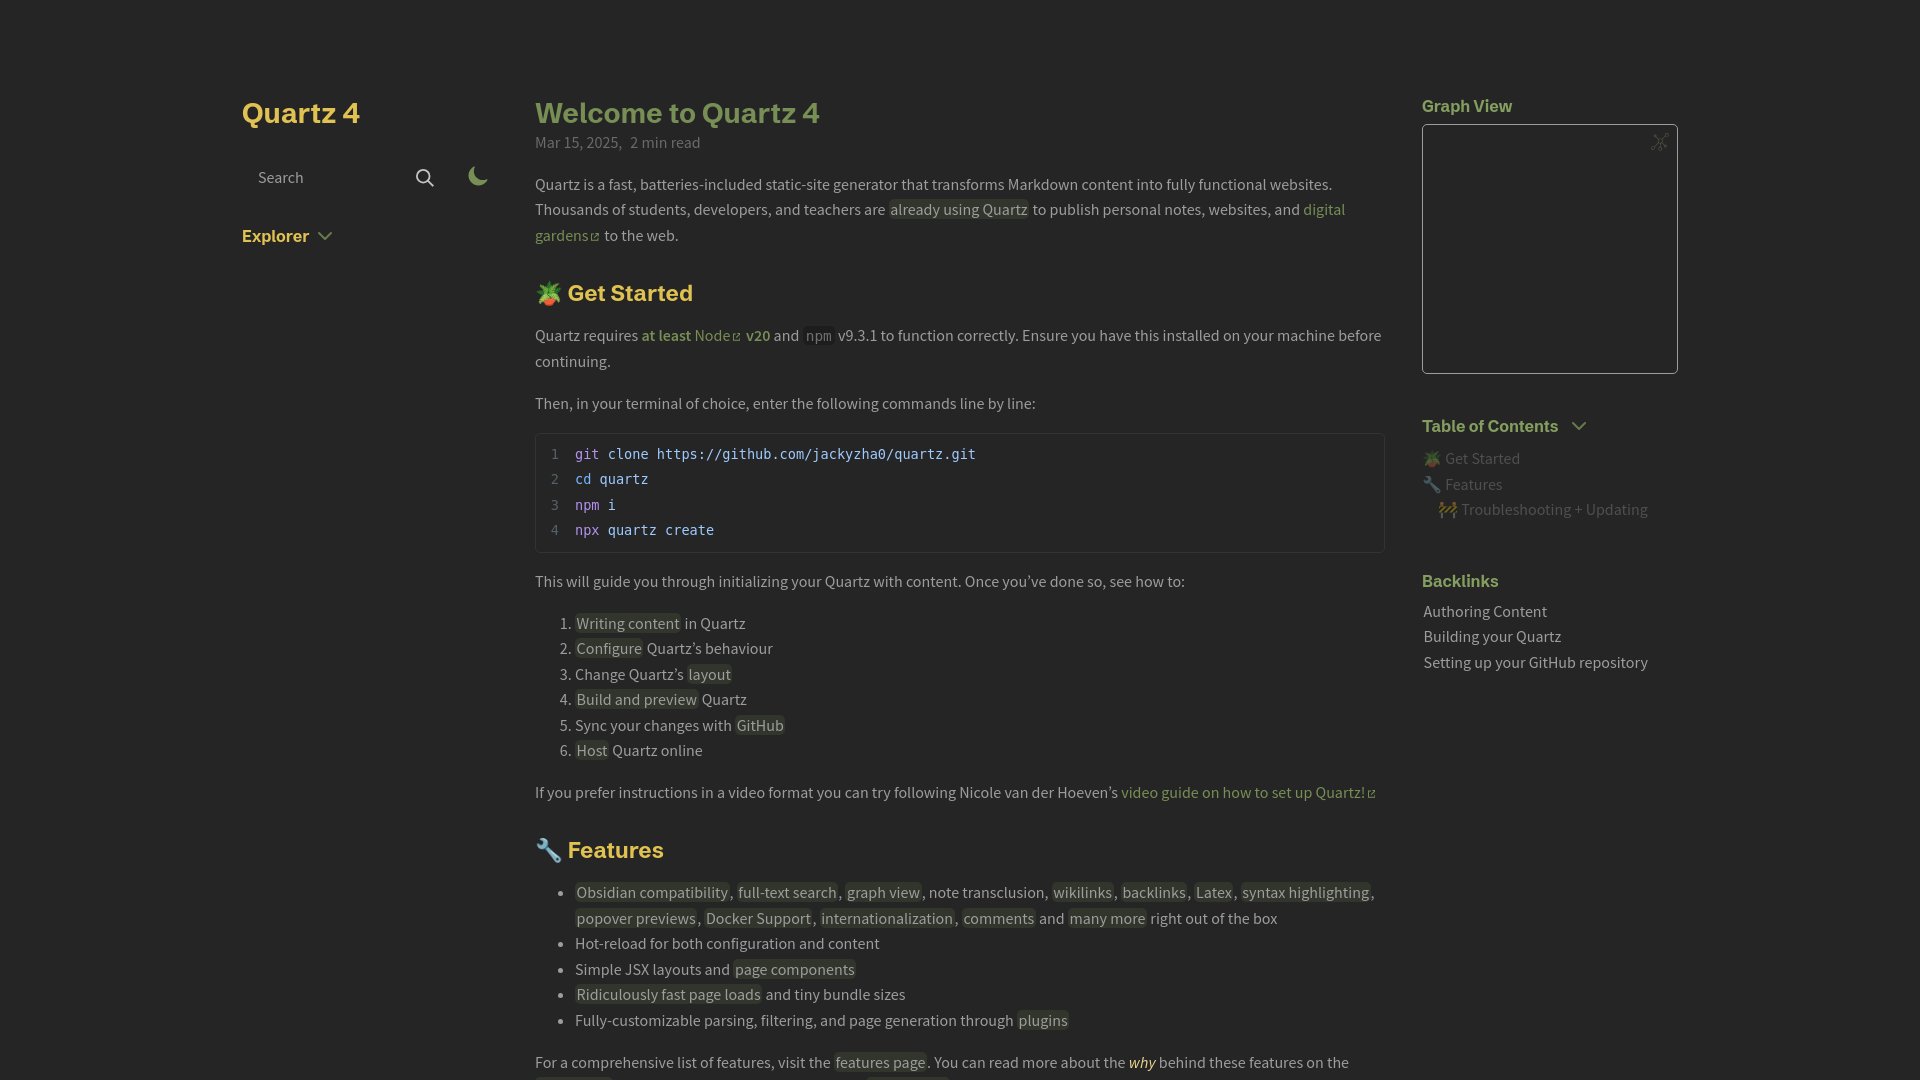 Quartz 4
Search
Explorer
Welcome to Quartz 4
Mar 15, 2025, 2 min read
Quartz is a fast, batteries-included static-site generator that transforms Markdown content into fully functional websites.
Thousands of students, developers, and teachers are already using Quartz to publish personal notes, websites, and digital
gardens to the web.
🪴 Get Started
Quartz requires at least Node v20 and npm v9.3.1 to function correctly. Ensure you have this installed on your machine before
continuing.
Then, in your terminal of choice, enter the following commands line by line:
1 git clone https://github.com/jackyzha0/quartz.git
2 cd quartz
3 npm i
4 npx quartz create
This will guide you through initializing your Quartz with content. Once you’ve done so, see how to:
1. Writing content in Quartz
2. Configure Quartz’s behaviour
3. Change Quartz’s layout
4. Build and preview Quartz
5. Sync your changes with GitHub
6. Host Quartz online
If you prefer instructions in a video format you can try following Nicole van der Hoeven’s video guide on how to set up Quartz!
🔧 Features
• Obsidian compatibility, full-text search, graph view, note transclusion, wikilinks, backlinks, Latex, syntax highlighting,
popover previews, Docker Support, internationalization, comments and many more right out of the box
• Hot-reload for both configuration and content
• Simple JSX layouts and page components
• Ridiculously fast page loads and tiny bundle sizes
• Fully-customizable parsing, filtering, and page generation through plugins
For a comprehensive list of features, visit the features page. You can read more about the why behind these features on the
Graph View
Table of Contents
🪴 Get Started
🔧 Features
🚧 Troubleshooting + Updating
Backlinks
Authoring Content
Building your Quartz
Setting up your GitHub repository